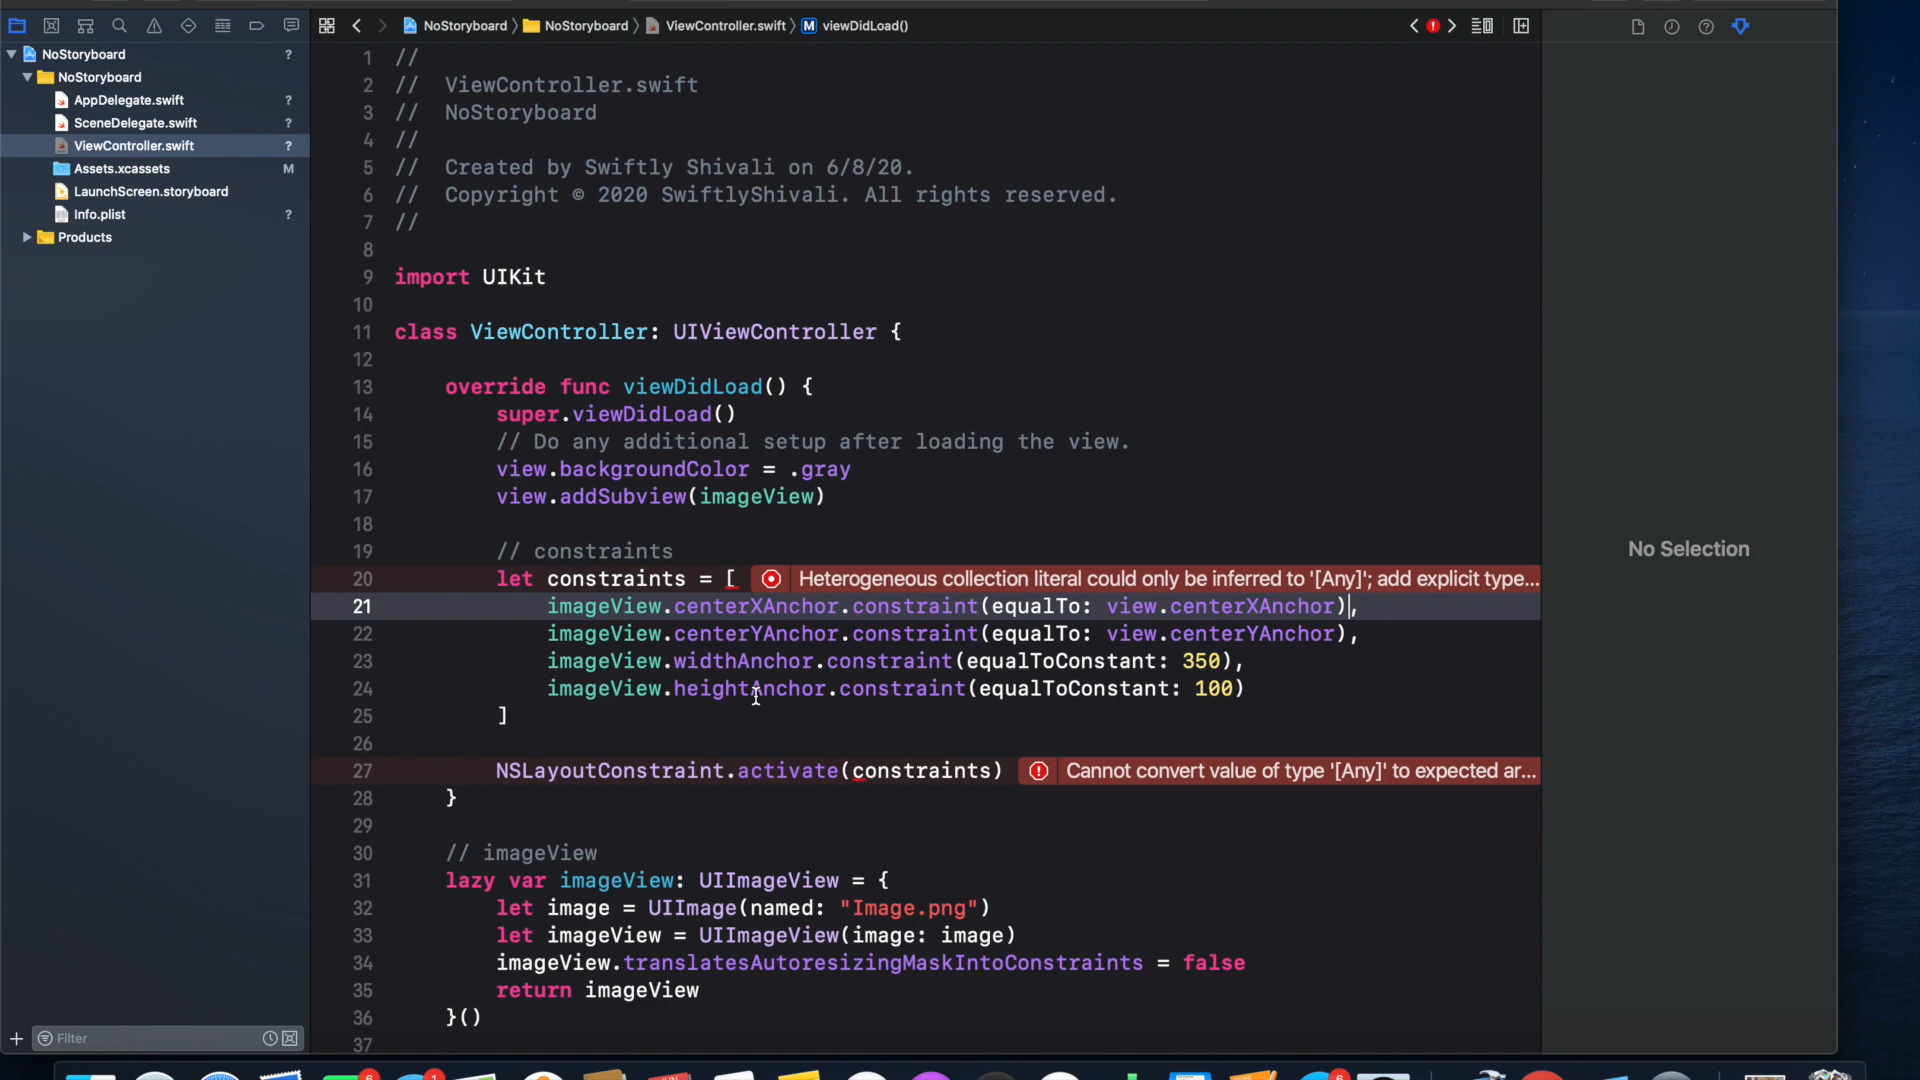 NoStoryboard 〉 NoStoryboard 〉 ViewController.swift 〉 M viewDidLoad()
NoStoryboard ?
NoStoryboard
AppDelegate.swift ?
SceneDelegate.swift ?
ViewController.swift ?
Assets.xcassets M
LaunchScreen.storyboard
Info.plist ?
Products
Filter
1 //
2 //  ViewController.swift
3 //  NoStoryboard
4 //
5 //  Created by Swiftly Shivali on 6/8/20.
6 //  Copyright © 2020 SwiftlyShivali. All rights reserved.
7 //
8
9 import UIKit
10
11 class ViewController: UIViewController {
12
13     override func viewDidLoad() {
14         super.viewDidLoad()
15         // Do any additional setup after loading the view.
16         view.backgroundColor = .gray
17         view.addSubview(imageView)
18
19         // constraints
20         let constraints = [ Heterogeneous collection literal could only be inferred to '[Any]'; add explicit type...
21             imageView.centerXAnchor.constraint(equalTo: view.centerXAnchor),
22             imageView.centerYAnchor.constraint(equalTo: view.centerYAnchor),
23             imageView.widthAnchor.constraint(equalToConstant: 350),
24             imageView.heightAnchor.constraint(equalToConstant: 100)
25         ]
26
27         NSLayoutConstraint.activate(constraints) Cannot convert value of type '[Any]' to expected ar...
28     }
29
30     // imageView
31     lazy var imageView: UIImageView = {
32         let image = UIImage(named: "Image.png")
33         let imageView = UIImageView(image: image)
34         imageView.translatesAutoresizingMaskIntoConstraints = false
35         return imageView
36     }()
37
No Selection